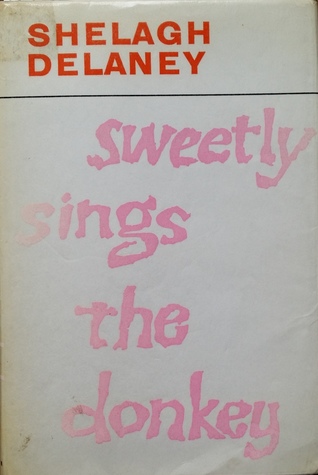 SHELAGH
DELANEY
sweetly
sings
the
donkey